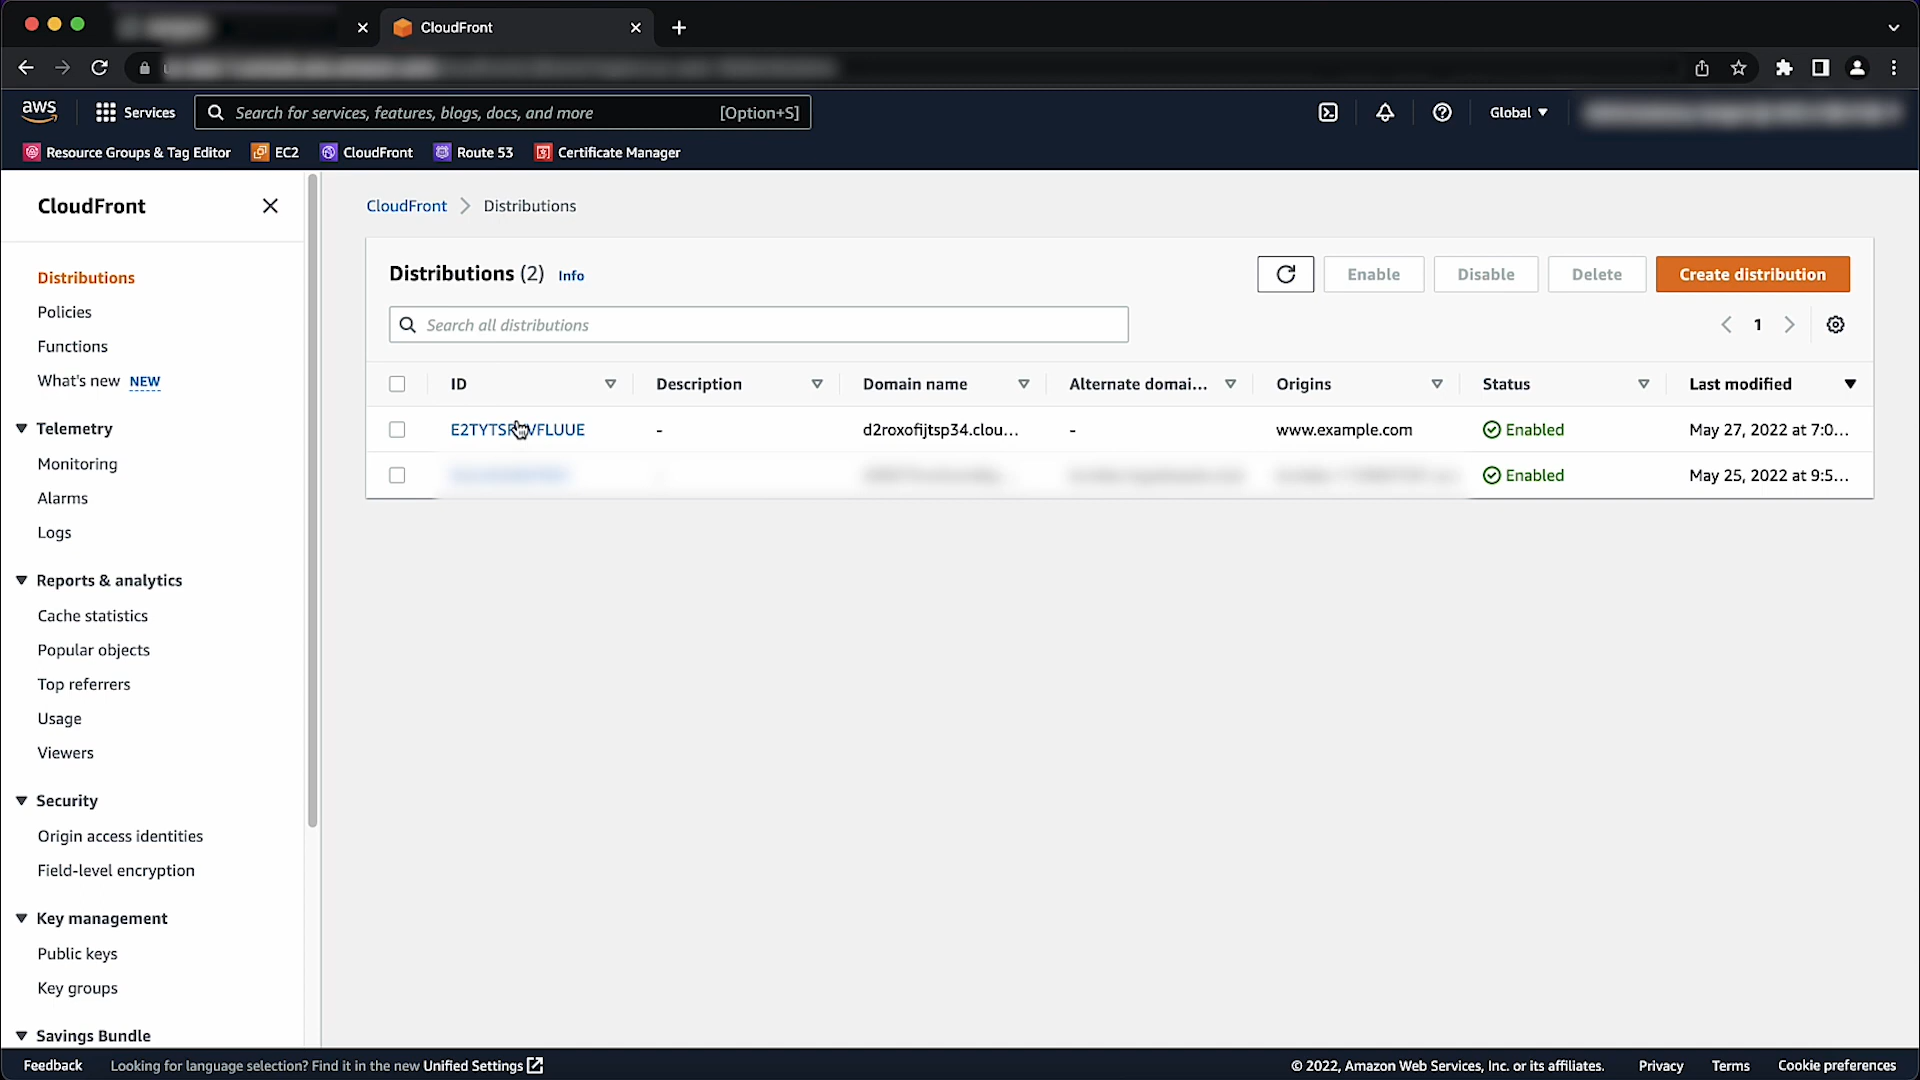 CloudFront
aws
Services
Search for services, features, blogs, docs, and more
[Option+S]
Global
Resource Groups & Tag Editor
EC2
CloudFront
Route 53
Certificate Manager
CloudFront
Distributions
Policies
Functions
What's new NEW
Telemetry
Monitoring
Alarms
Logs
Reports & analytics
Cache statistics
Popular objects
Top referrers
Usage
Viewers
Security
Origin access identities
Field-level encryption
Key management
Public keys
Key groups
Savings Bundle
CloudFront
Distributions
Distributions (2) Info
Enable
Disable
Delete
Create distribution
Search all distributions
1
ID
Description
Domain name
Alternate domai...
Origins
Status
Last modified
-
d2roxofijtsp34.clou...
-
www.example.com
Enabled
May 27, 2022 at 7:0...
Enabled
May 25, 2022 at 9:5...
Feedback
Looking for language selection? Find it in the new Unified Settings
© 2022, Amazon Web Services, Inc. or its affiliates.
Privacy
Terms
Cookie preferences